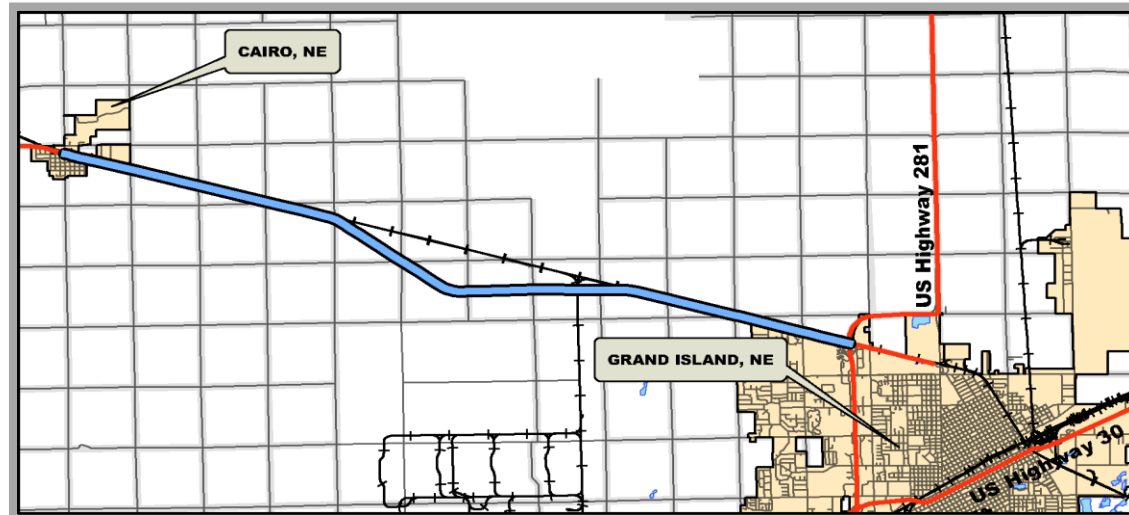 CAIRO, NE
US Highway 281
GRAND ISLAND, NE
US Highway 30